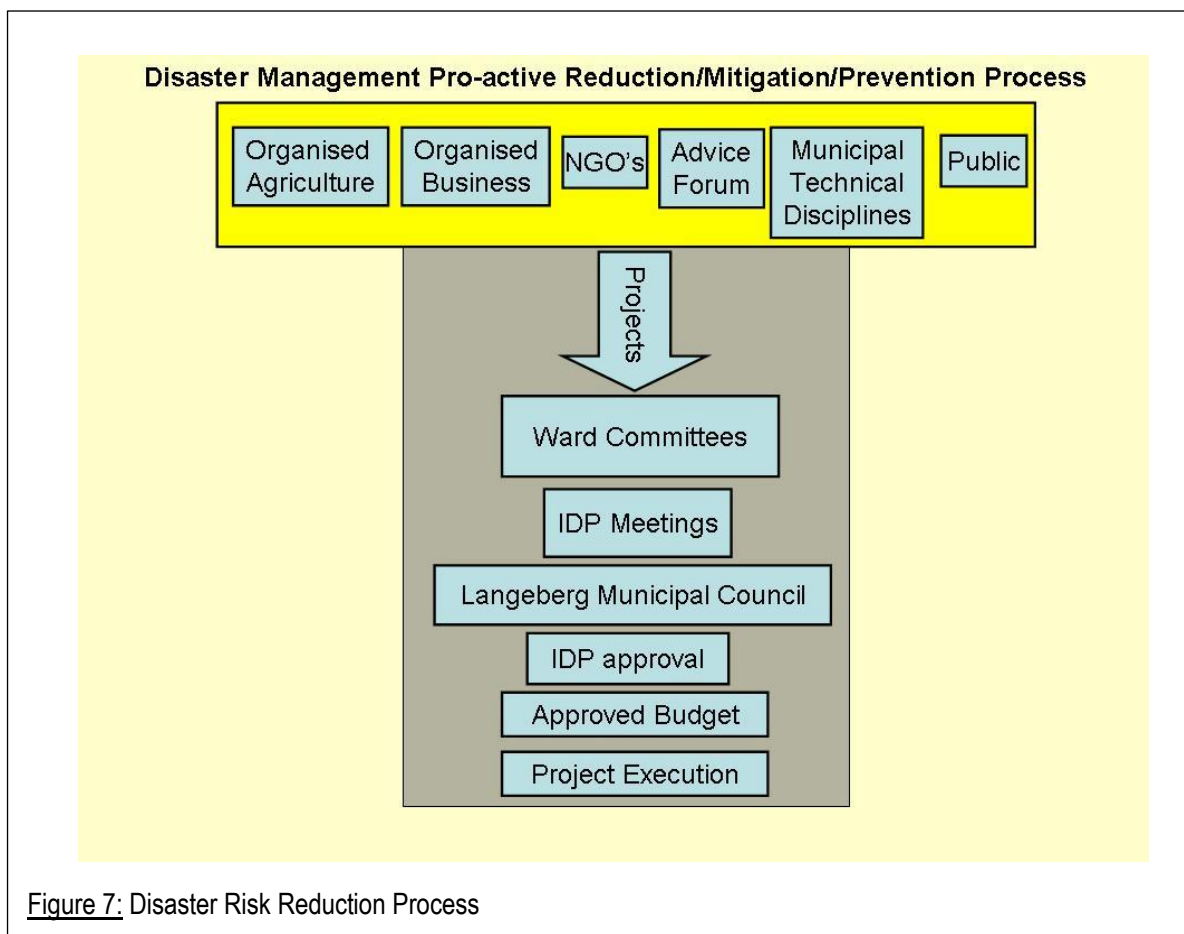 Disaster Management Pro-active Reduction/Mitigation/Prevention Process
Organised
Agriculture
Organised
Business
NGO's
Advice
Forum
Municipal
Technical
Disciplines
Public
Projects
Ward Committees
IDP Meetings
Langeberg Municipal Council
IDP approval
Approved Budget
Project Execution
Figure 7: Disaster Risk Reduction Process